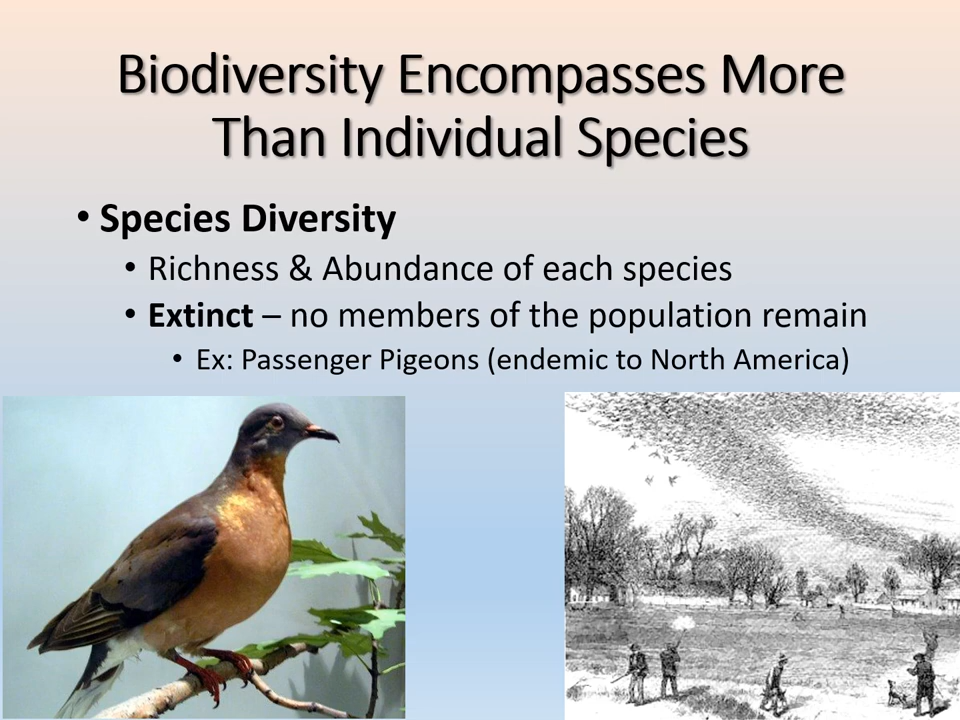 Biodiversity Encompasses More
Than Individual Species
• Species Diversity
• Richness & Abundance of each species
• Extinct – no members of the population remain
• Ex: Passenger Pigeons (endemic to North America)